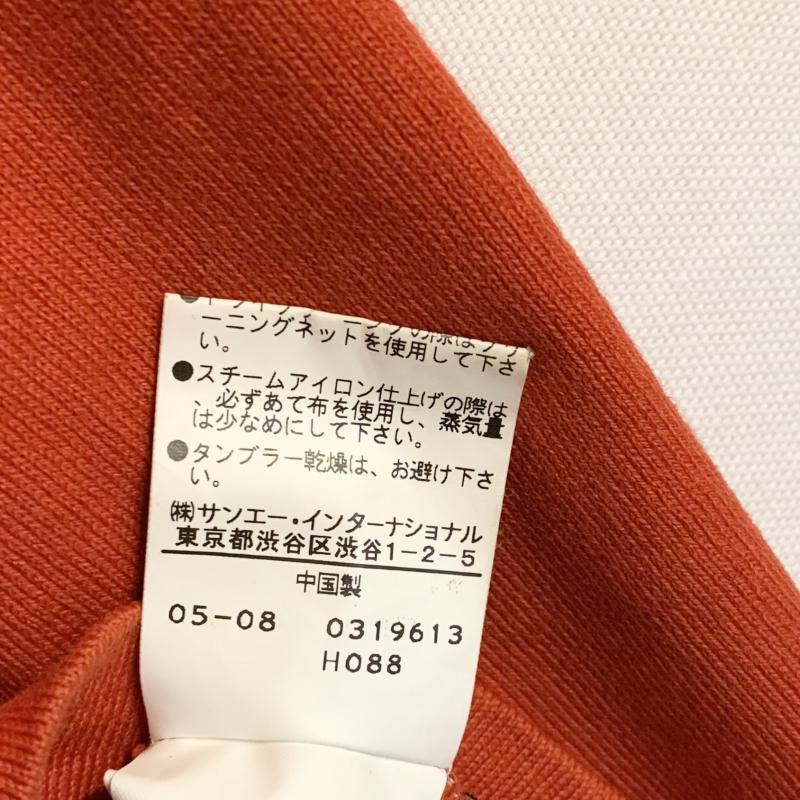 ーニングネットを使用して下さ
い。
●スチームアイロン仕上げの際は
、必ずあて布を使用し、蒸気量
は少なめにして下さい。
●タンブラー乾燥は、お避け下さ
い。
㈱サンエー・インターナショナル
東京都渋谷区渋谷1-2-5
中国製
05-08 0319613
H088